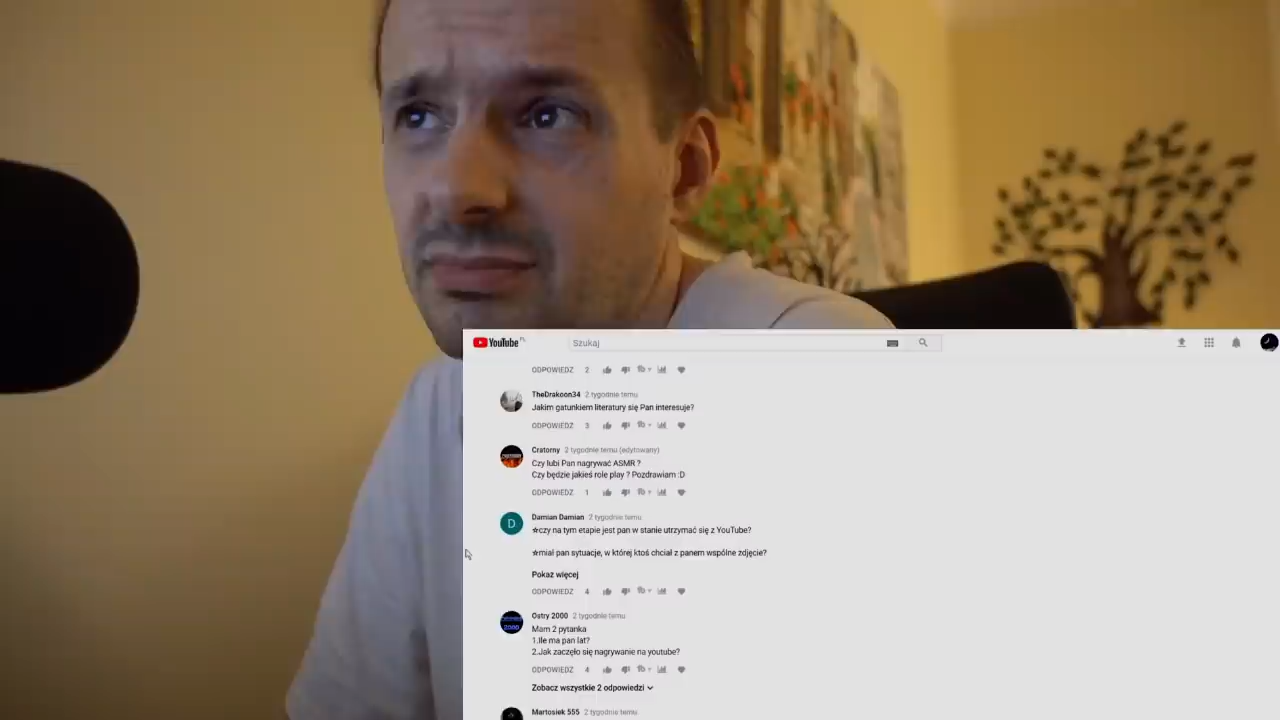 YouTube PL
Szukaj
ODPOWIEDZ 2
TheDrakoon34 2 tygodnie temu
Jakim gatunkiem literatury się Pan interesuje?
ODPOWIEDZ 3
Cratorny 2 tygodnie temu (edytowany)
Czy lubi Pan nagrywać ASMR ?
Czy będzie jakieś role play ? Pozdrawiam :D
ODPOWIEDZ 1
D
Damian Damian 2 tygodnie temu
☆czy na tym etapie jest pan w stanie utrzymać się z YouTube?
☆miał pan sytuacje, w której ktoś chciał z panem wspólne zdjęcie?
Pokaż więcej
ODPOWIEDZ 4
Ostry 2000 2 tygodnie temu
Mam 2 pytanka
1.Ile ma pan lat?
2.Jak zaczęło się nagrywanie na youtube?
ODPOWIEDZ 4
Zobacz wszystkie 2 odpowiedzi
Martosiek 555 2 tygodnie temu